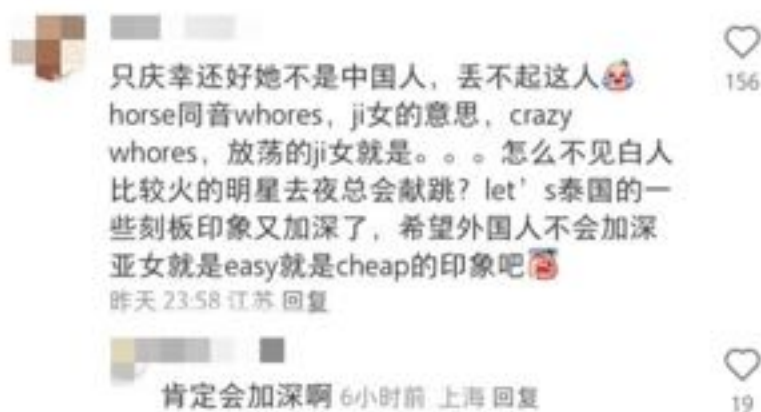 只庆幸还好她不是中国人，丢不起这人
156
horse同音whores，ji女的意思，crazy
whores，放荡的ji女就是。。。怎么不见白人
比较火的明星去夜总会献跳？let’s泰国的一
些刻板印象又加深了，希望外国人不会加深
亚女就是easy就是cheap的印象吧
昨天 23:58 江苏 回复
肯定会加深啊 6小时前 上海 回复
19